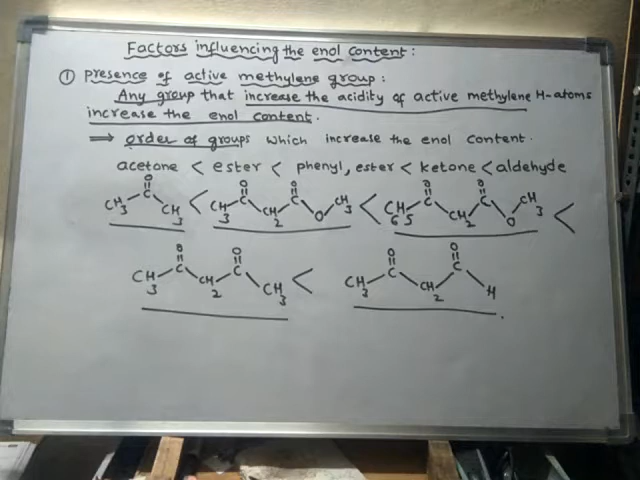 Factors influencing the enol content:
① presence of active methylene group:
Any group that increase the acidity of active methylene H-atoms
increase the enol content.
⇒ order of groups which increase the enol content.
acetone < ester < phenyl, ester < ketone < aldehyde
O O O O O
CH3 C CH3 < CH3 C CH2 C O CH3 < C6H5 C CH2 C O CH3 <
O O O O
CH3 C CH2 C CH3 < CH3 C CH2 C H .